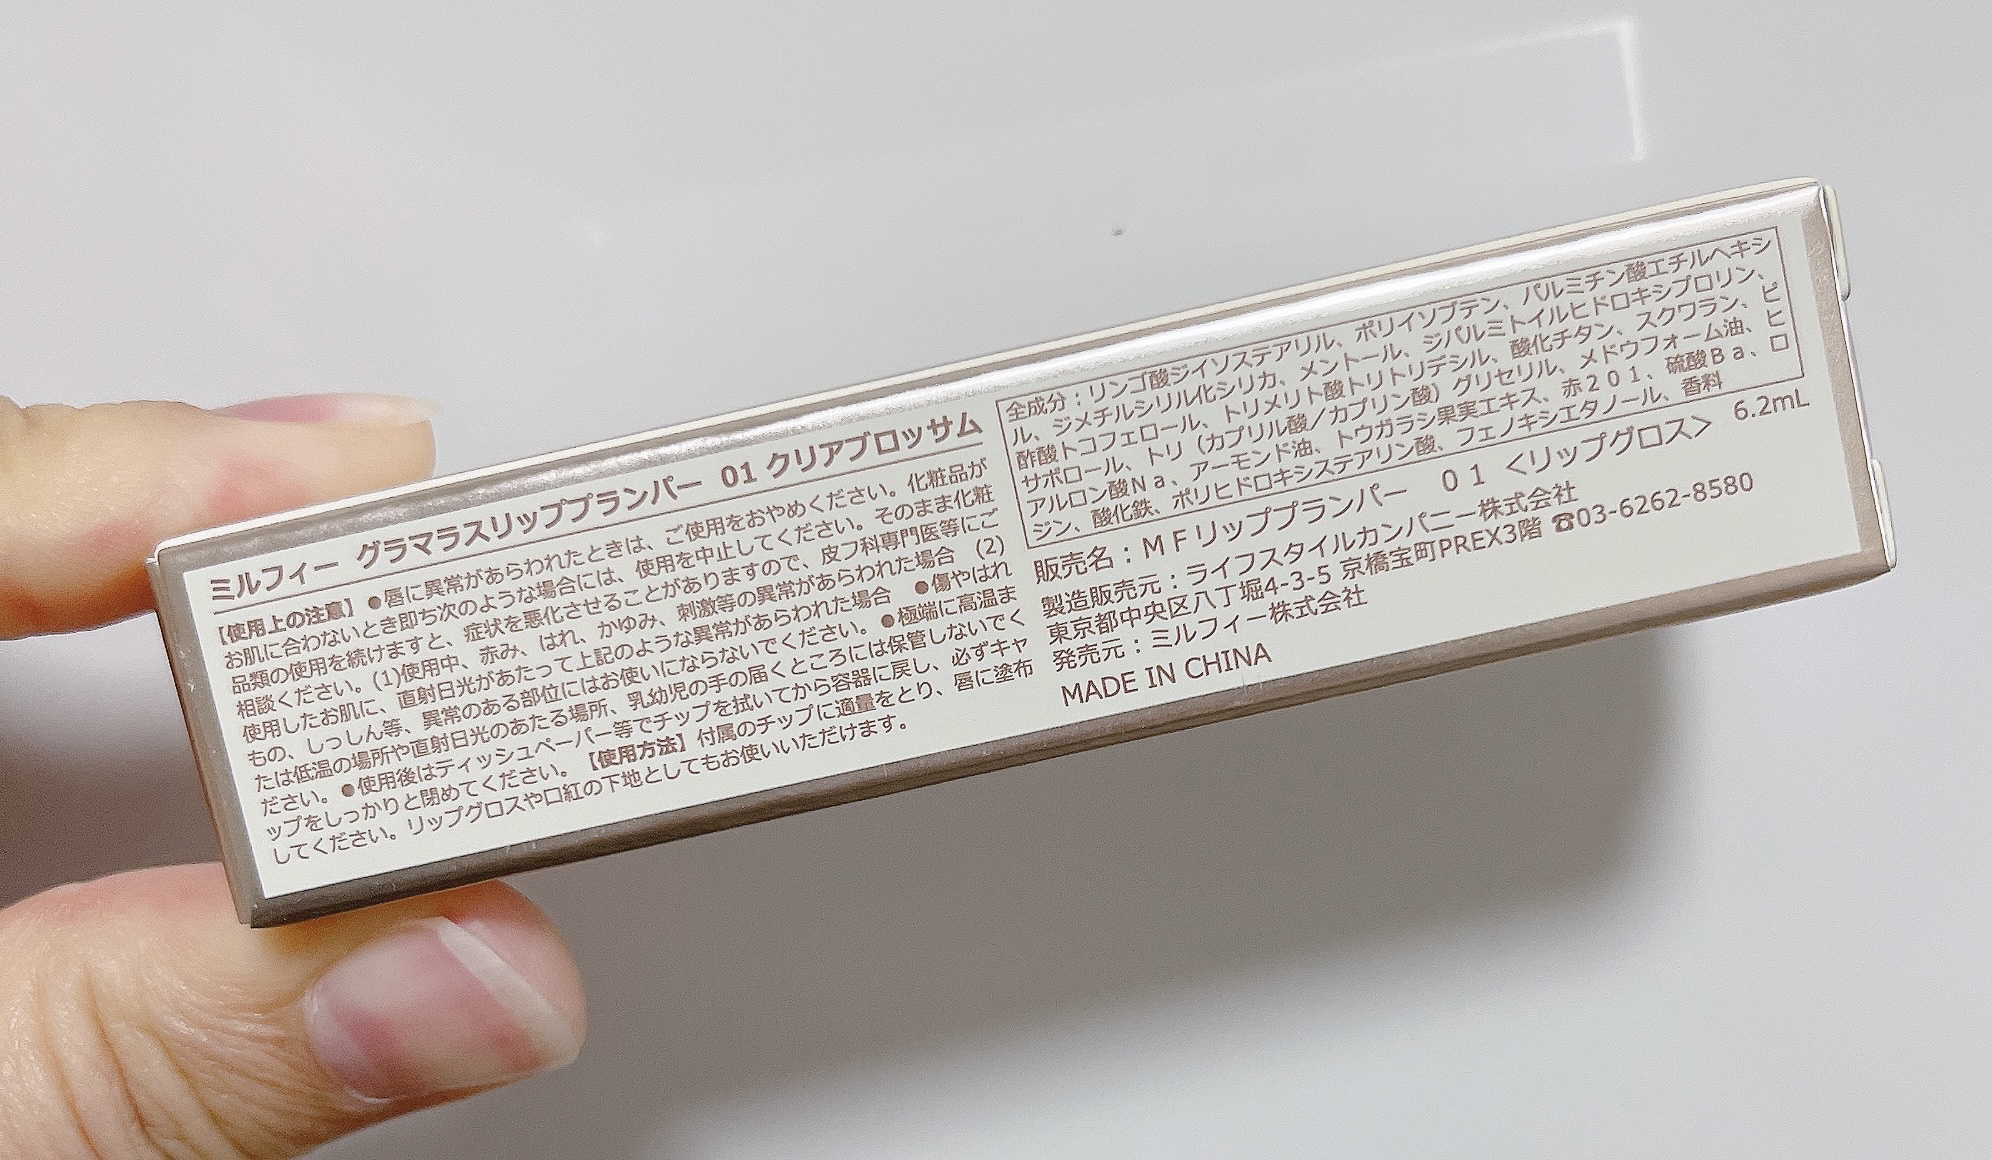 ミルフィー グラマラスリッププランパー 01 クリアブロッサム
【使用上の注意】●唇に異常があらわれたときは、ご使用をおやめください。化粧品が
お肌に合わないとき即ち次のような場合には、使用を中止してください。そのまま化粧
品類の使用を続けますと、症状を悪化させることがありますので、皮フ科専門医等にご
相談ください。(1)使用中、赤み、はれ、かゆみ、刺激等の異常があらわれた場合 (2)
使用したお肌に、直射日光があたって上記のような異常があらわれた場合 ●傷やはれ
もの、しっしん等、異常のある部位にはお使いにならないでください。●極端に高温ま
たは低温の場所や直射日光のあたる場所、乳幼児の手の届くところには保管しないでく
ださい。●使用後はティッシュペーパー等でチップを拭いてから容器に戻し、必ずキャ
ップをしっかりと閉めてください。【使用方法】付属のチップに適量をとり、唇に塗布
してください。リップグロスや口紅の下地としてもお使いいただけます。
全成分：リンゴ酸ジイソステアリル、ポリイソブテン、パルミチン酸エチルヘキシ
ル、ジメチルシリル化シリカ、メントール、ジパルミトイルヒドロキシプロリン、
酢酸トコフェロール、トリメリト酸トリトリデシル、酸化チタン、スクワラン、ビ
サボロール、トリ（カプリル酸／カプリン酸）グリセリル、メドウフォーム油、ヒ
アルロン酸Ｎａ、アーモンド油、トウガラシ果実エキス、赤２０１、硫酸Ｂａ、ロ
ジン、酸化鉄、ポリヒドロキシステアリン酸、フェノキシエタノール、香料
販売名：ＭＦリッププランパー ０１ ＜リップグロス＞ 6.2mL
製造販売元：ライフスタイルカンパニー株式会社
東京都中央区八丁堀4-3-5 京橋宝町PREX3階 ☎03-6262-8580
発売元：ミルフィー株式会社
MADE IN CHINA